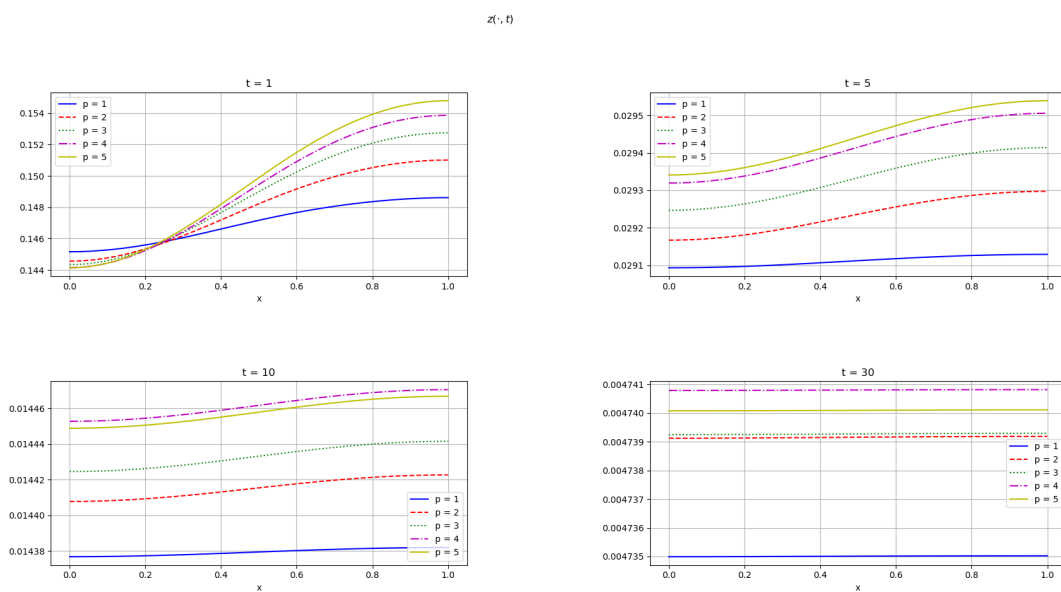 z(·, t)
t = 1
p = 1
p = 2
p = 3
p = 4
p = 5
0.154
0.152
0.150
0.148
0.146
0.144
0.0 0.2 0.4 0.6 0.8 1.0
x
t = 5
p = 1
p = 2
p = 3
p = 4
p = 5
0.0295
0.0294
0.0293
0.0292
0.0291
0.0 0.2 0.4 0.6 0.8 1.0
x
t = 10
0.01446
0.01444
0.01442
0.01440
0.01438
p = 1
p = 2
p = 3
p = 4
p = 5
0.0 0.2 0.4 0.6 0.8 1.0
x
t = 30
0.004741
0.004740
0.004739
0.004738
0.004737
0.004736
0.004735
p = 1
p = 2
p = 3
p = 4
p = 5
0.0 0.2 0.4 0.6 0.8 1.0
x